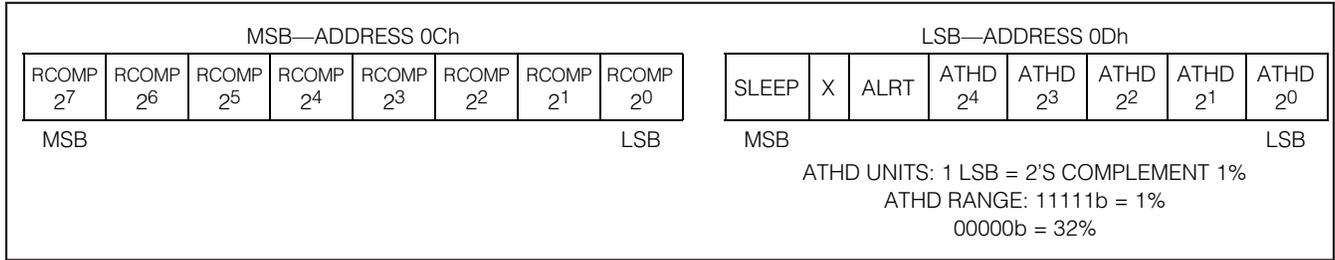 MSB—ADDRESS 0Ch
RCOMP 2⁷ RCOMP 2⁶ RCOMP 2⁵ RCOMP 2⁴ RCOMP 2³ RCOMP 2² RCOMP 2¹ RCOMP 2⁰
MSB LSB
LSB—ADDRESS 0Dh
SLEEP X ALRT ATHD 2⁴ ATHD 2³ ATHD 2² ATHD 2¹ ATHD 2⁰
MSB LSB
ATHD UNITS: 1 LSB = 2'S COMPLEMENT 1%
ATHD RANGE: 11111b = 1%
00000b = 32%